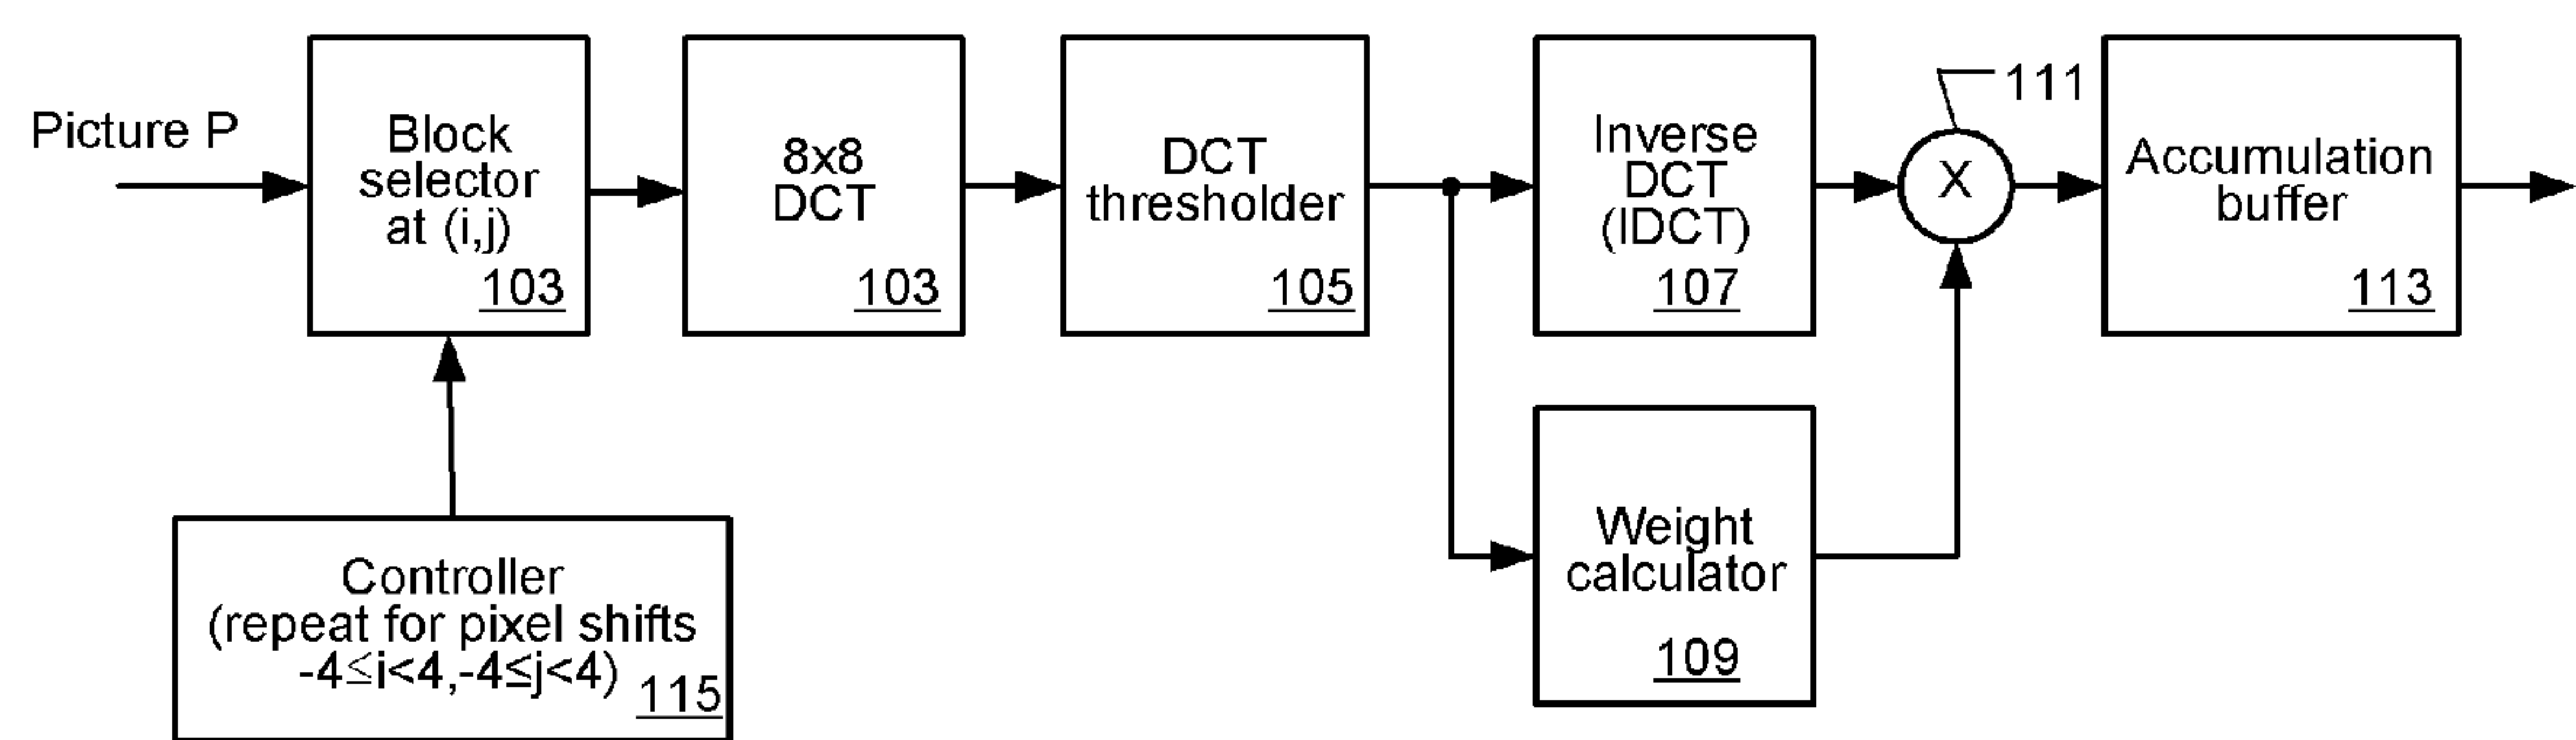 Picture P
Block
selector
at (i,j)
103
8x8
DCT
103
DCT
thresholder
105
Inverse
DCT
(IDCT)
107
X
111
Accumulation
buffer
113
Controller
(repeat for pixel shifts
-4≤i<4,-4≤j<4)
115
Weight
calculator
109